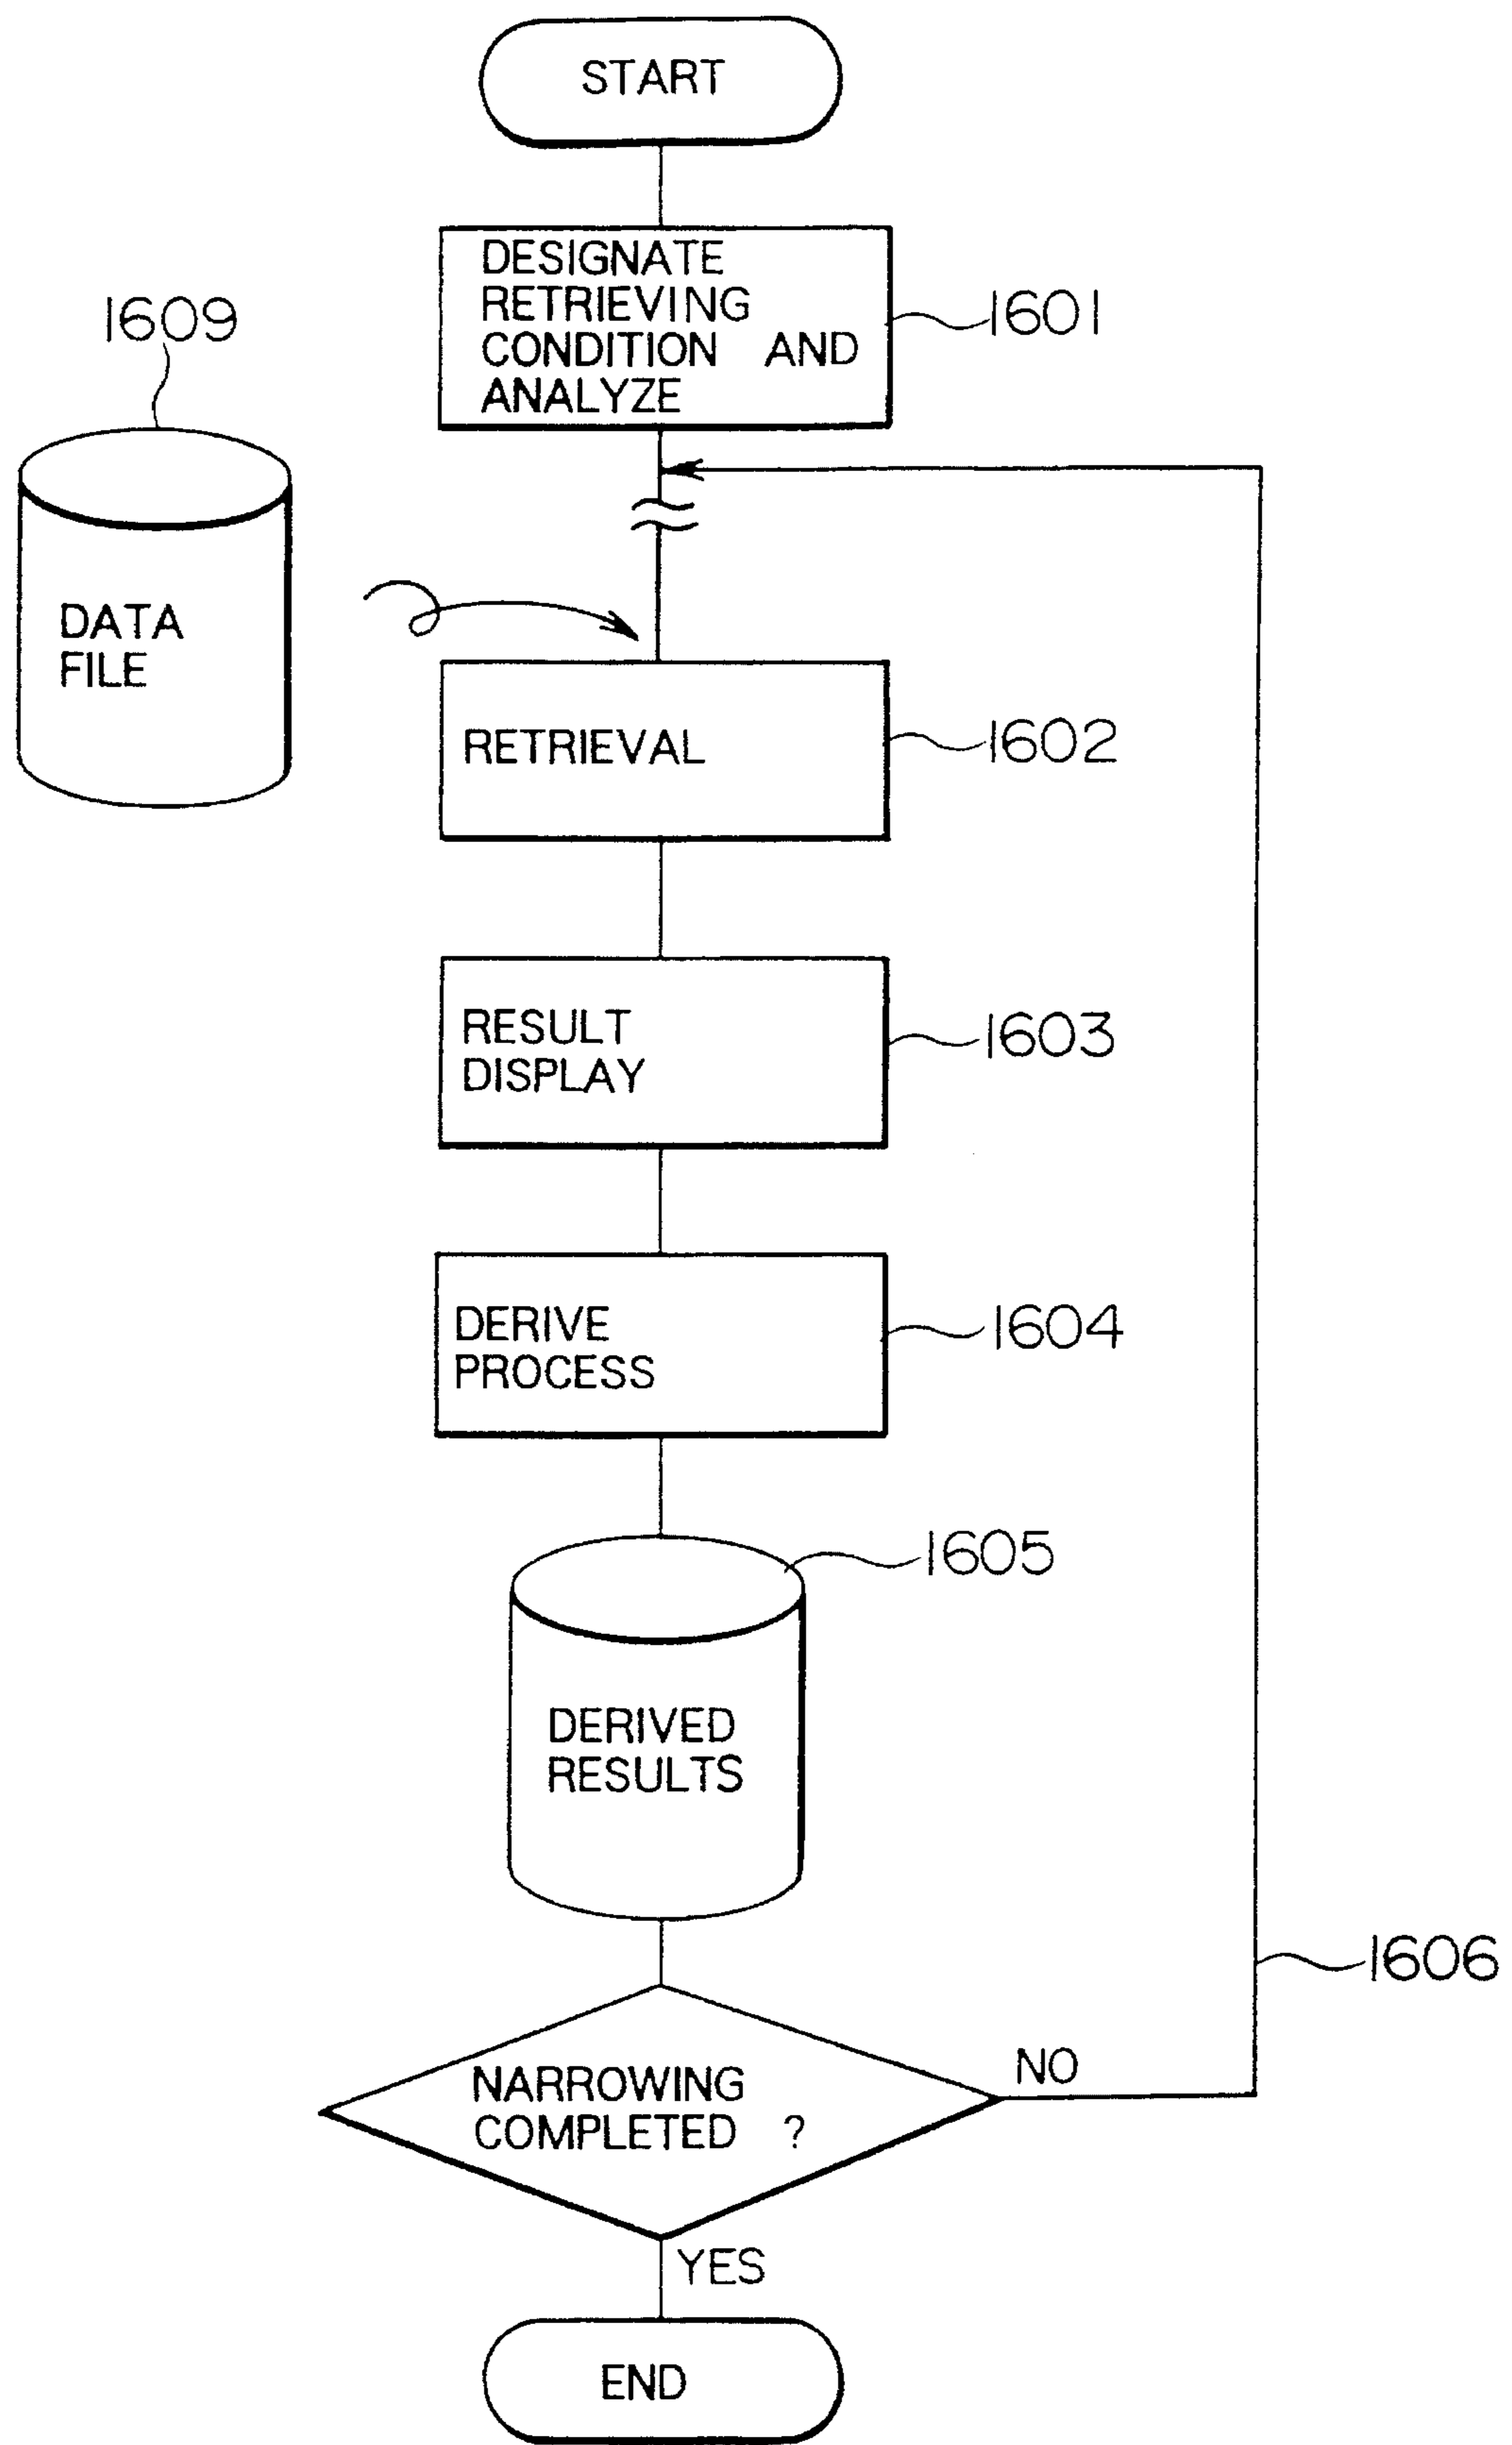 START
DESIGNATE
RETRIEVING
CONDITION AND
ANALYZE
1601
1609
DATA
FILE
RETRIEVAL
1602
RESULT
DISPLAY
1603
DERIVE
PROCESS
1604
1605
DERIVED
RESULTS
1606
NO
NARROWING
COMPLETED ?
YES
END